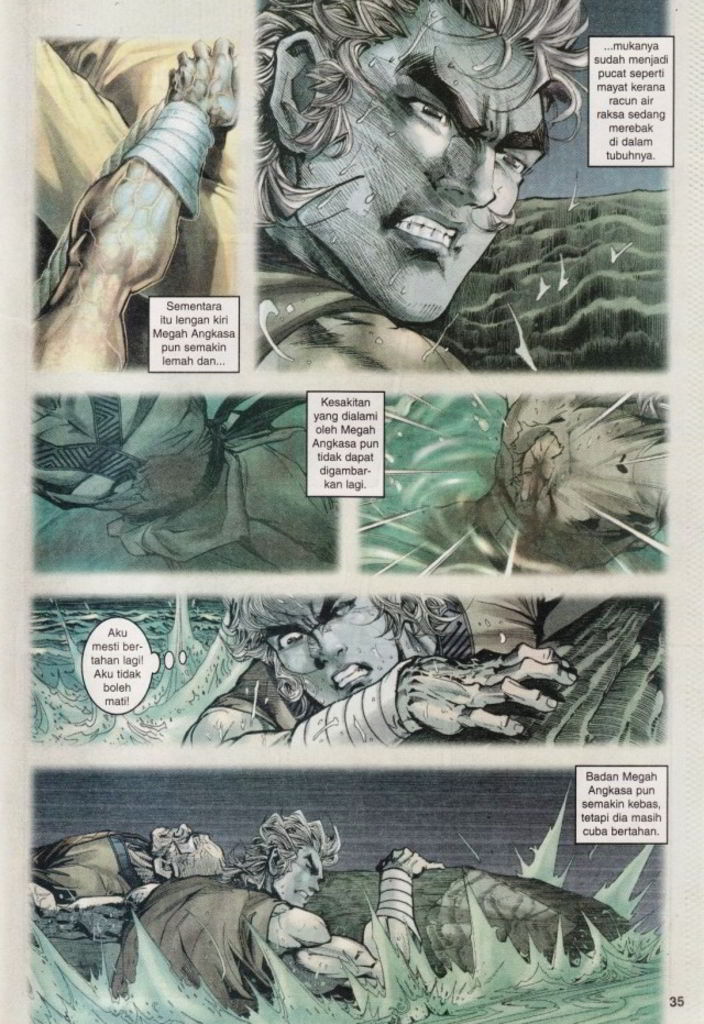 Sementara
itu lengan kiri
Megah Angkasa
pun semakin
lemah dan...
...mukanya
sudah menjadi
pucat seperti
mayat kerana
racun air
raksa sedang
merebak
di dalam
tubuhnya.
Kesakitan
yang dialami
oleh Megah
Angkasa pun
tidak dapat
digambar-
kan lagi.
Aku
mesti ber-
tahan lagi!
Aku tidak
boleh
mati!
Badan Megah
Angkasa pun
semakin kebas,
tetapi dia masih
cuba bertahan.
35